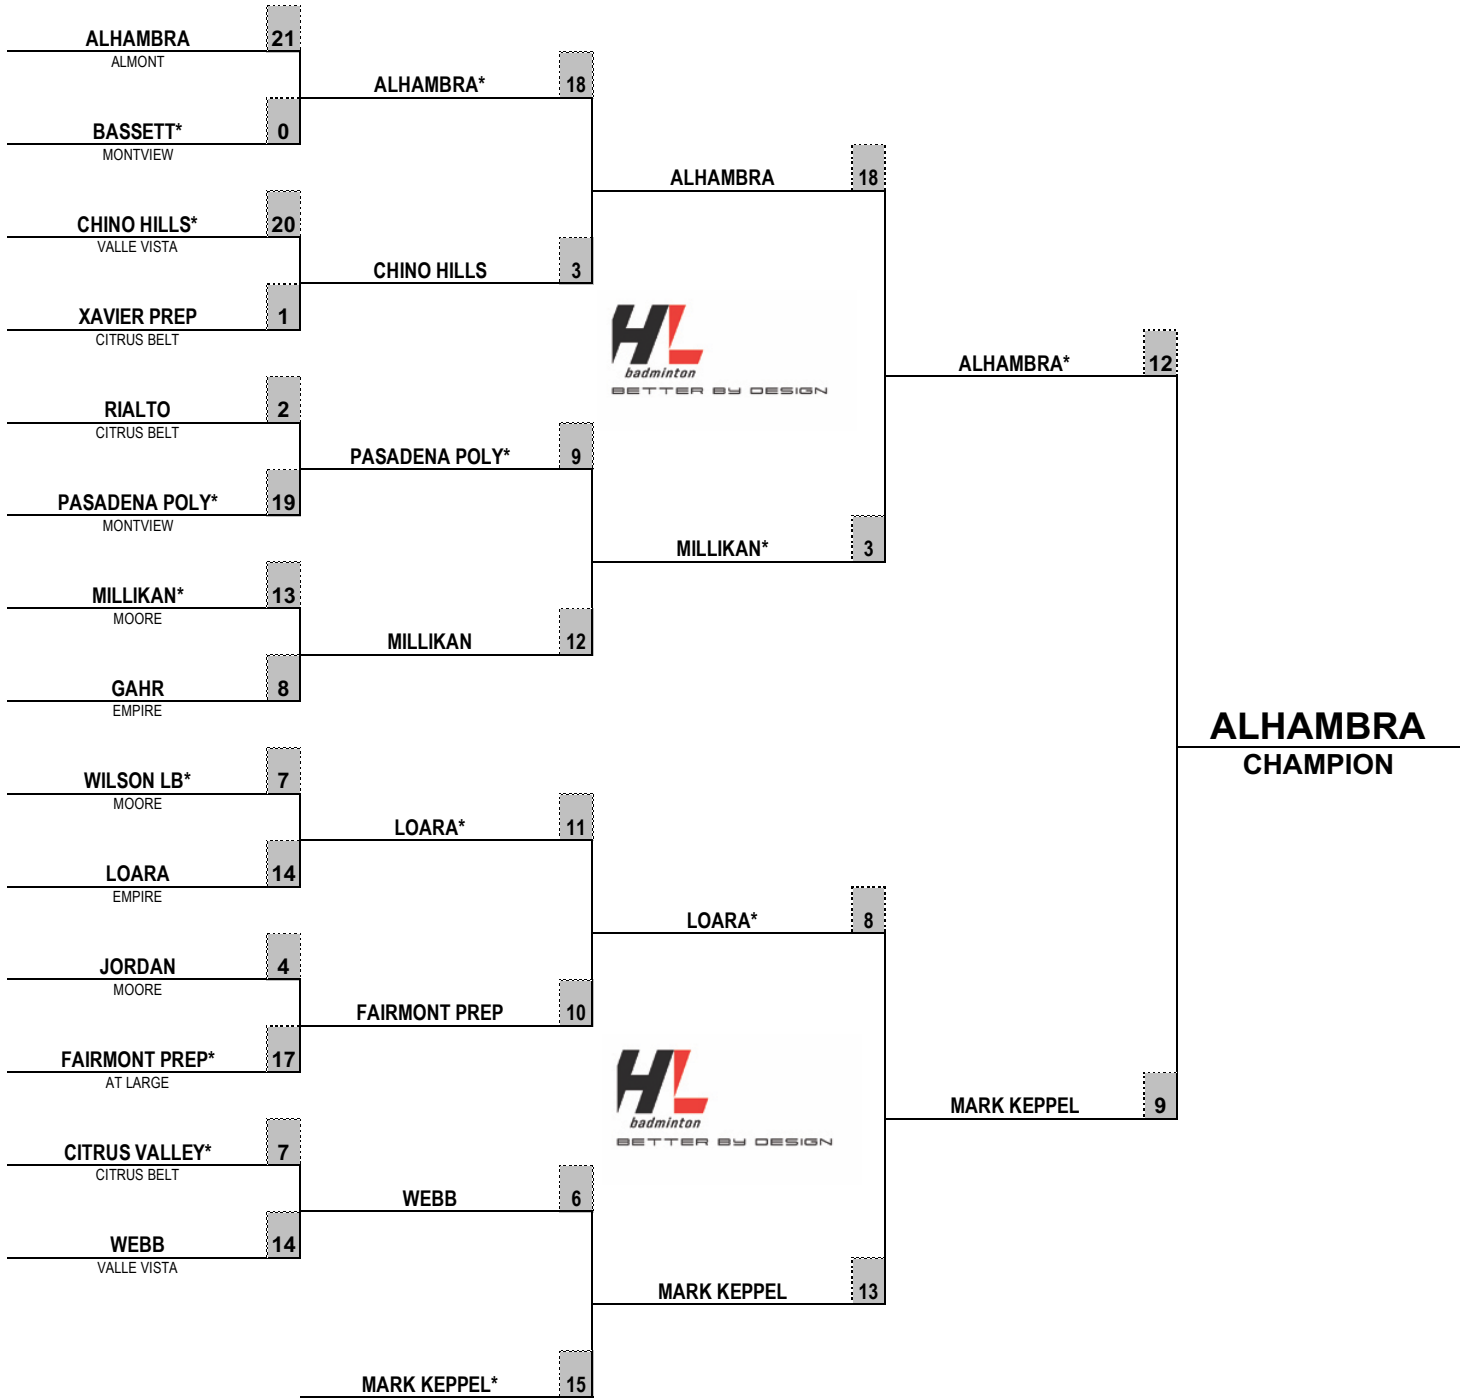 ALHAMBRA 21
ALMONT
ALHAMBRA* 18
BASSETT* 0
MONTVIEW
ALHAMBRA 18
CHINO HILLS* 20
VALLE VISTA
CHINO HILLS 3
XAVIER PREP 1
CITRUS BELT
HL
badminton
BETTER BY DESIGN
ALHAMBRA* 12
RIALTO 2
CITRUS BELT
PASADENA POLY* 9
PASADENA POLY* 19
MONTVIEW
MILLIKAN* 3
MILLIKAN* 13
MOORE
MILLIKAN 12
GAHR 8
EMPIRE
ALHAMBRA
CHAMPION
WILSON LB* 7
MOORE
LOARA* 11
LOARA 14
EMPIRE
LOARA* 8
JORDAN 4
MOORE
FAIRMONT PREP 10
FAIRMONT PREP* 17
AT LARGE
HL
badminton
BETTER BY DESIGN
MARK KEPPEL 9
CITRUS VALLEY* 7
CITRUS BELT
WEBB 6
WEBB 14
VALLE VISTA
MARK KEPPEL 13
MARK KEPPEL* 15